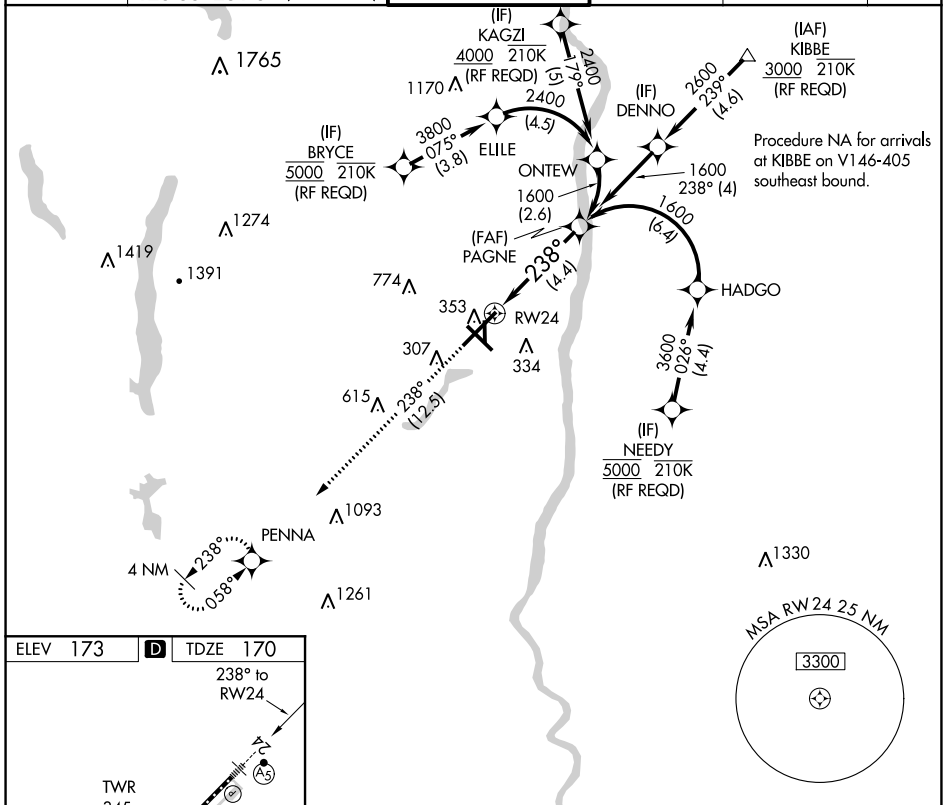 (IF)
KAGZI
4000 210K
(RF REQD)
2400
179°
(5)
1765
1170
(IAF)
KIBBE
3000 210K
(RF REQD)
2600
239°
(4.6)
(IF)
DENNO
Procedure NA for arrivals
at KIBBE on V146-405
southeast bound.
(IF)
BRYCE
5000 210K
(RF REQD)
3800
075°
(3.8)
2400
(4.5)
ELILE
ONTEW
1600
(2.6)
1600
238° (4)
1600
(6.4)
(FAF)
PAGNE
238°
(4.4)
HADGO
1274
1419
1391
774
353
RW24
307
334
615
238°
(12.5)
3600
026°
(4.4)
(IF)
NEEDY
5000 210K
(RF REQD)
1093
PENNA
238°
4 NM
058°
1261
1330
MSA RW24 25 NM
3300
ELEV 173 D TDZE 170
238° to
RW24
24
A5
P
TWR